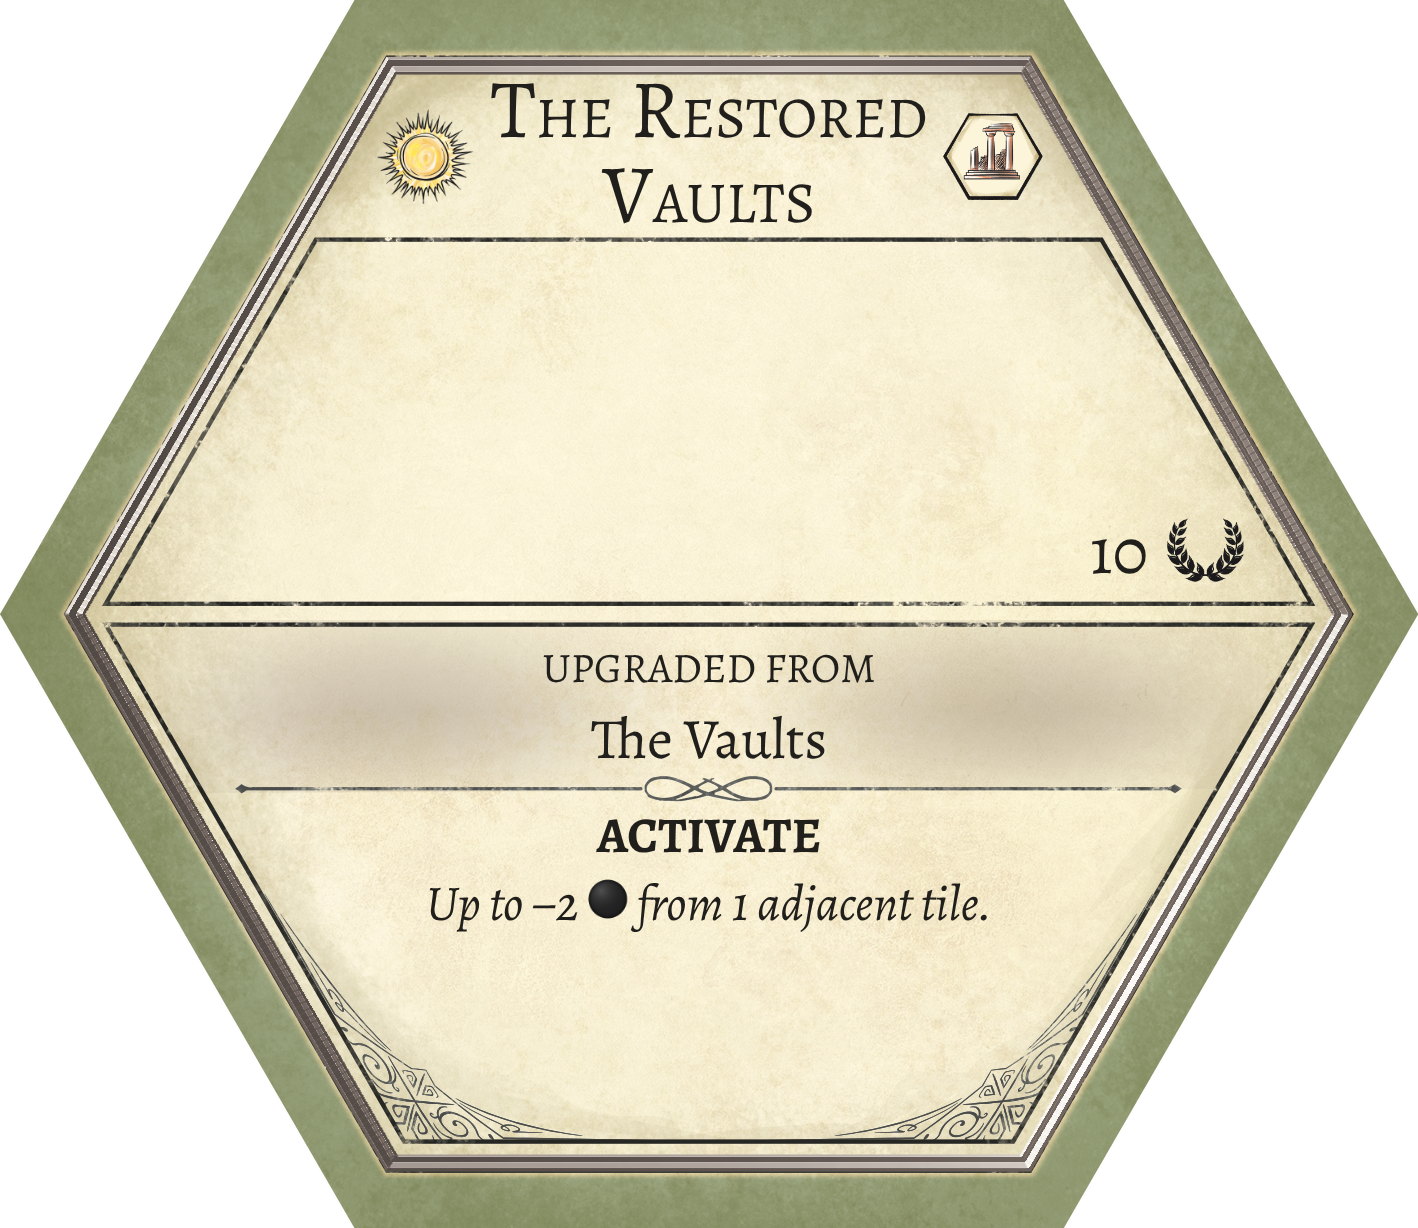 The Restored
Vaults
10
UPGRADED FROM
The Vaults
ACTIVATE
Up to –2 from 1 adjacent tile.